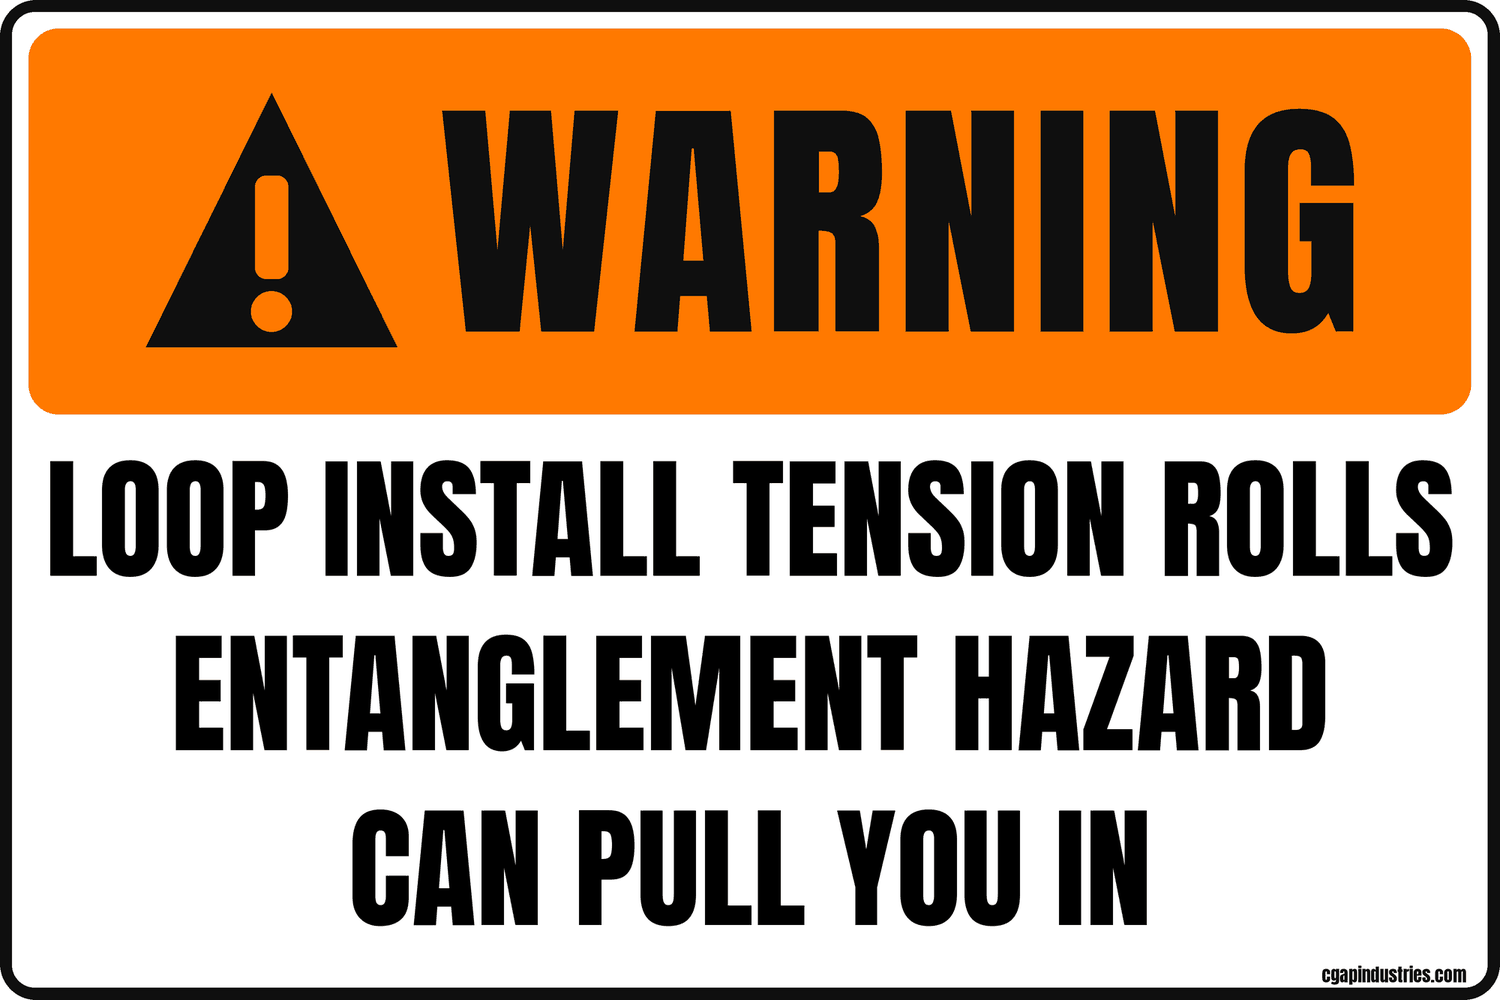 WARNING
LOOP INSTALL TENSION ROLLS
ENTANGLEMENT HAZARD
CAN PULL YOU IN
cgapindustries.com